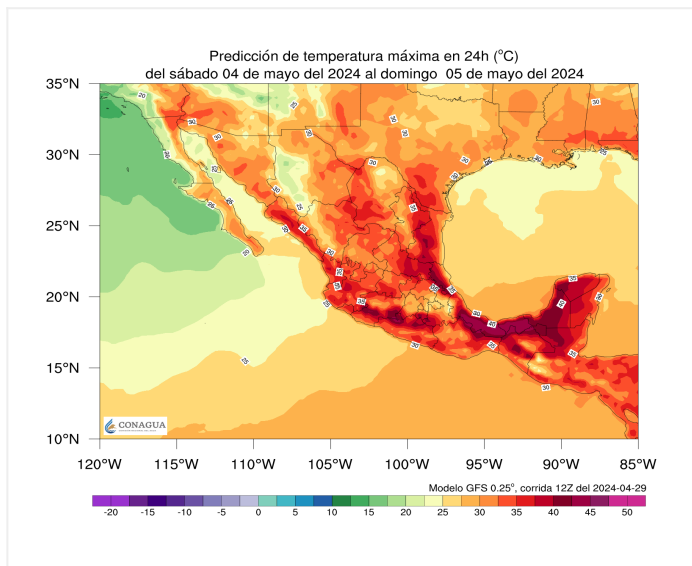 Predicción de temperatura máxima en 24h (°C)
del sábado 04 de mayo del 2024 al domingo  05 de mayo del 2024
35°N
30°N
25°N
20°N
15°N
10°N
CONAGUA
120°W 115°W 110°W 105°W 100°W 95°W 90°W 85°W
Modelo GFS 0.25°, corrida 12Z del 2024-04-29
-20 -15 -10 -5 0 5 10 15 20 25 30 35 40 45 50